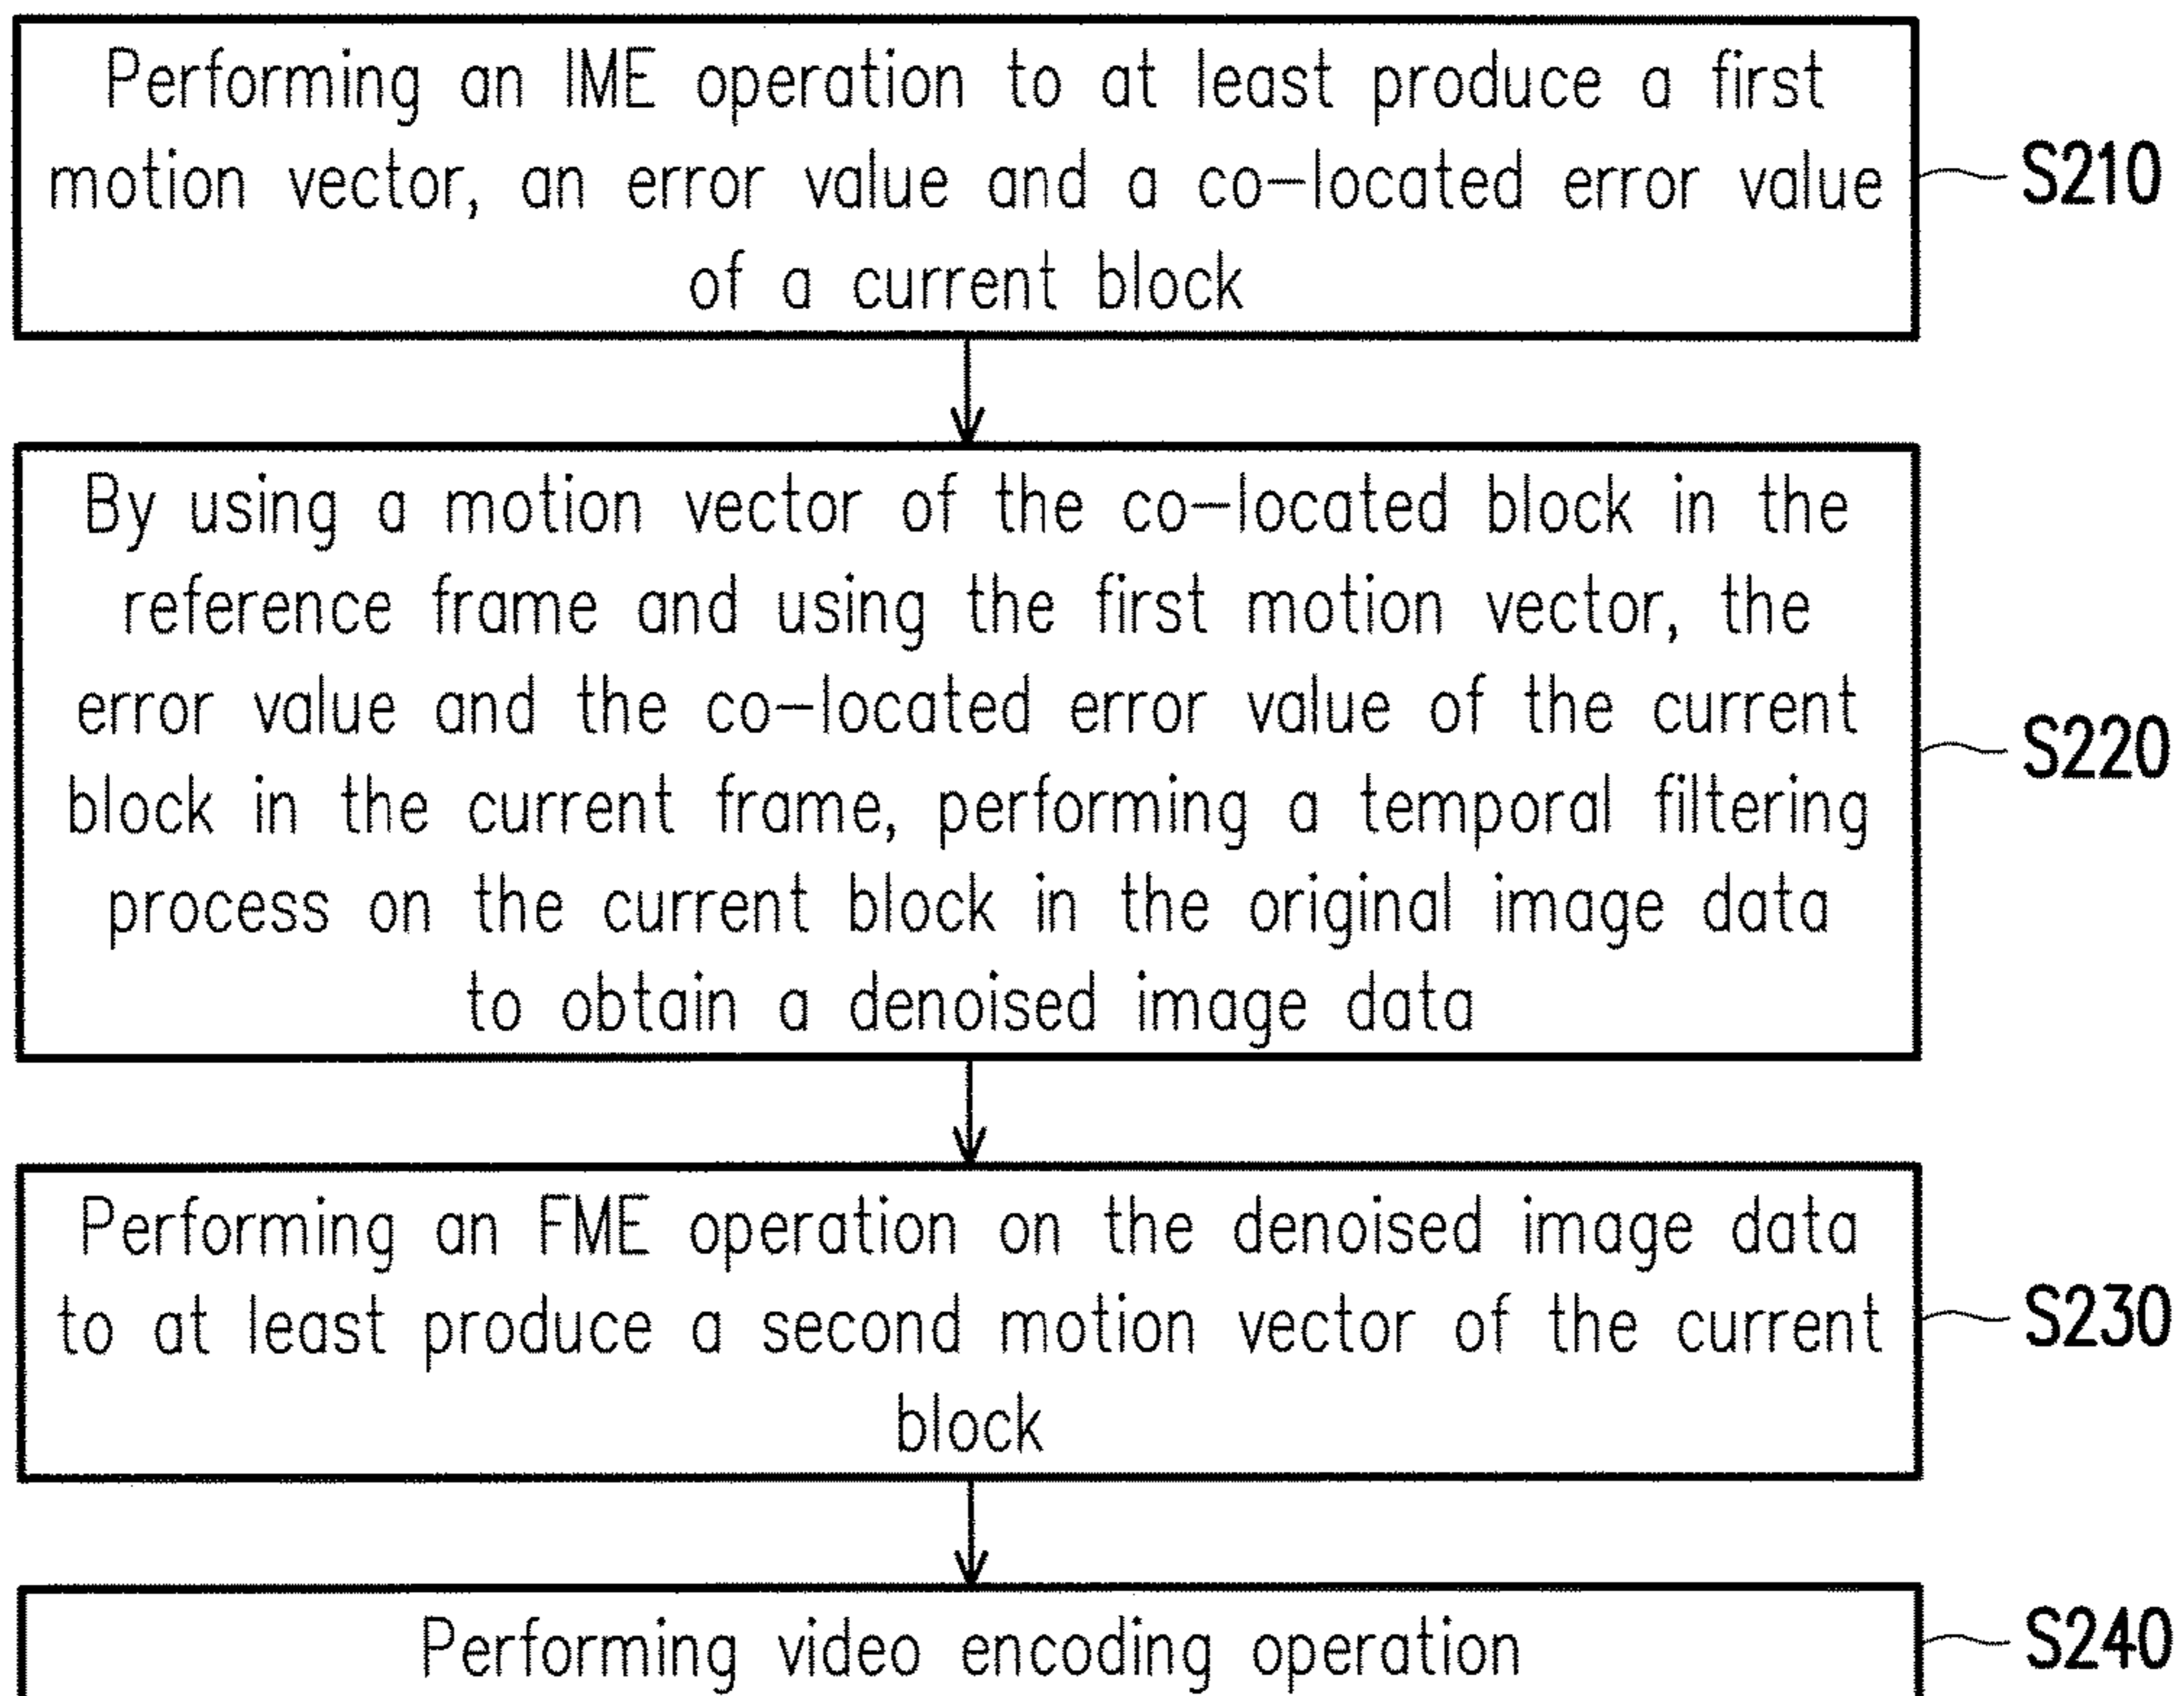 Performing an IME operation to at least produce a first
motion vector, an error value and a co-located error value
of a current block
S210
By using a motion vector of the co-located block in the
reference frame and using the first motion vector, the
error value and the co-located error value of the current
block in the current frame, performing a temporal filtering
process on the current block in the original image data
to obtain a denoised image data
S220
Performing an FME operation on the denoised image data
to at least produce a second motion vector of the current
block
S230
Performing video encoding operation
S240